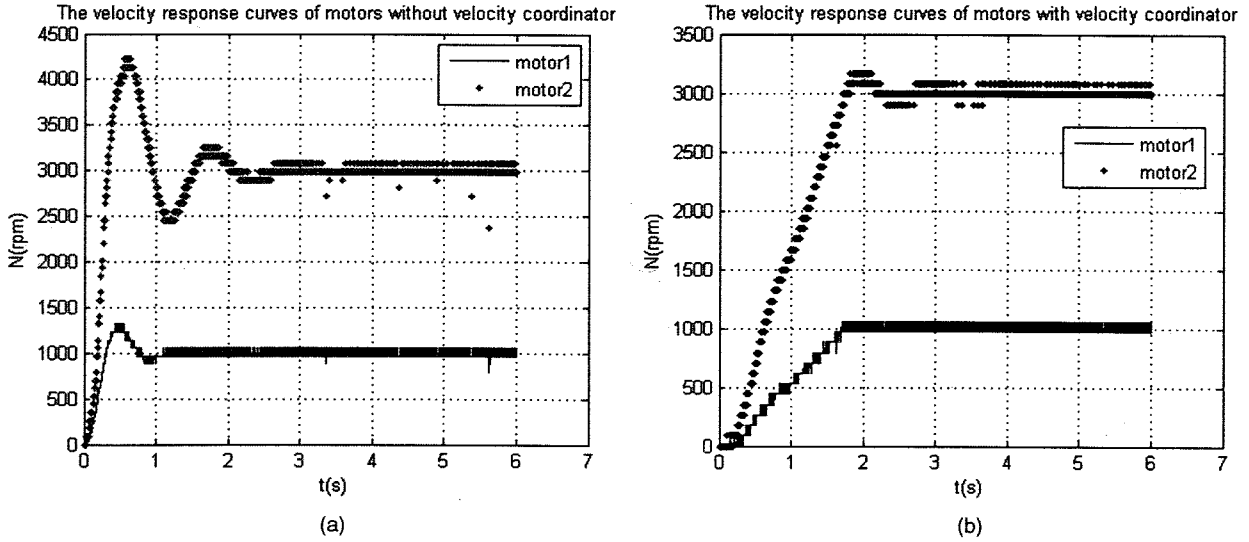 The velocity response curves of motors without velocity coordinator
4500
4000
3500
3000
2500
2000
1500
1000
500
0
N(rpm)
motor1
motor2
0 1 2 3 4 5 6 7
t(s)
(a)
The velocity response curves of motors with velocity coordinator
3500
3000
2500
2000
1500
1000
500
0
N(rpm)
motor1
motor2
0 1 2 3 4 5 6 7
t(s)
(b)